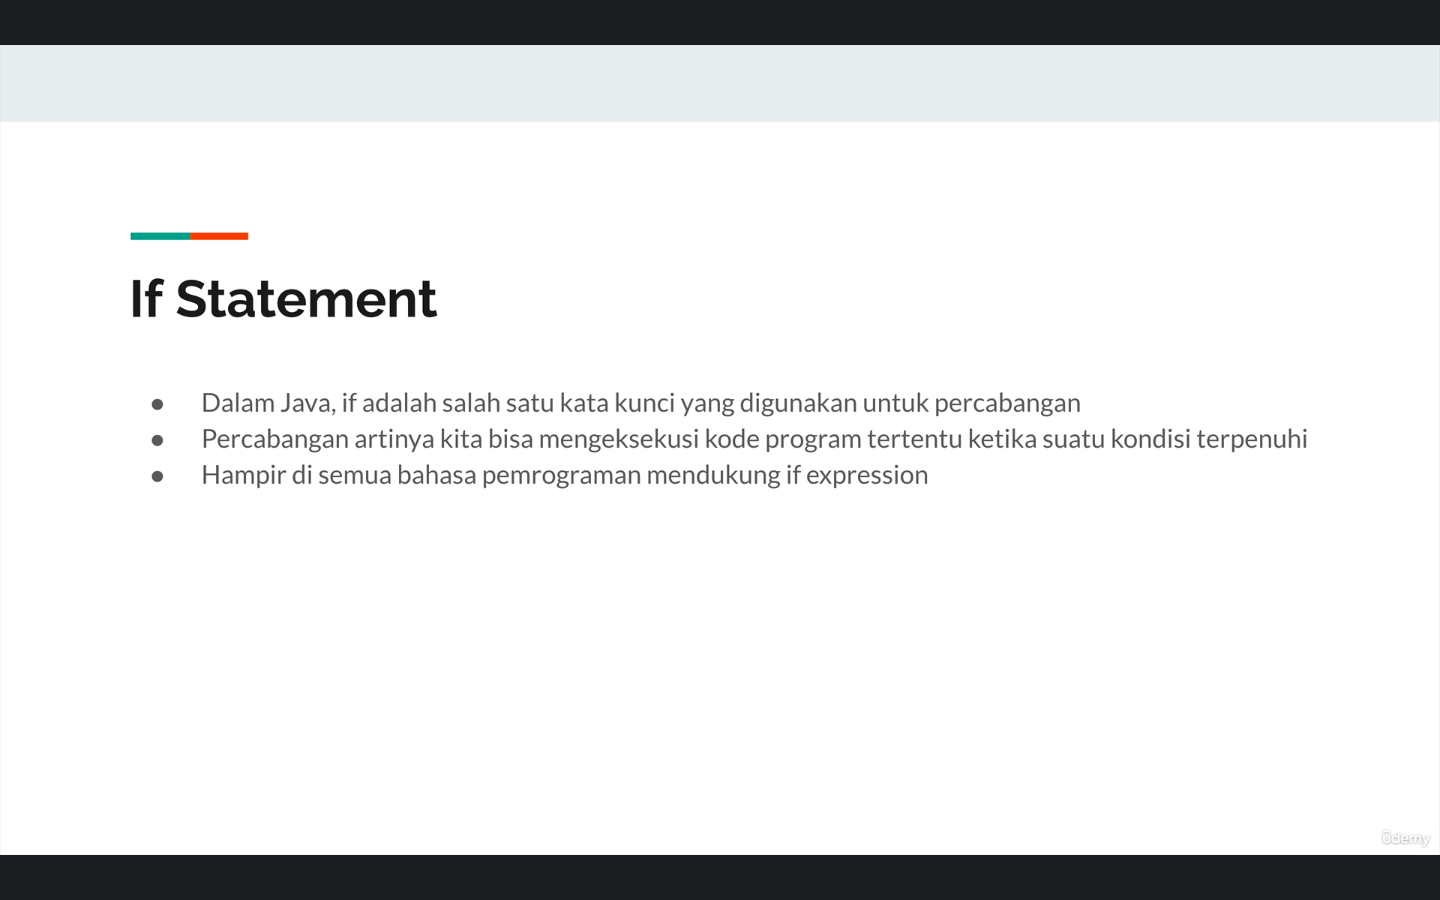 If Statement
● Dalam Java, if adalah salah satu kata kunci yang digunakan untuk percabangan
● Percabangan artinya kita bisa mengeksekusi kode program tertentu ketika suatu kondisi terpenuhi
● Hampir di semua bahasa pemrograman mendukung if expression
ûdemy